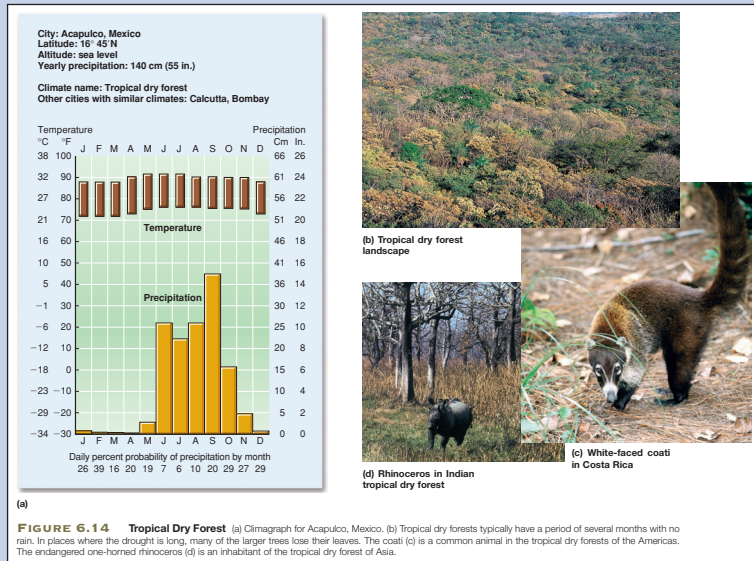 City: Acapulco, Mexico
Latitude: 16° 45′N
Altitude: sea level
Yearly precipitation: 140 cm (55 in.)
Climate name: Tropical dry forest
Other cities with similar climates: Calcutta, Bombay
Temperature Precipitation
°C °F J F M A M J J A S O N D Cm In.
38 100 66 26
32 90 61 24
27 80 56 22
21 70 51 20
Temperature
16 60 46 18
10 50 41 16
5 40 36 14
Precipitation
−1 30 30 12
−6 20 25 10
−12 10 20 8
−18 0 15 6
−23 −10 10 4
−29 −20 5 2
−34 −30 0 0
J F M A M J J A S O N D
Daily percent probability of precipitation by month
26 39 16 20 19 7 6 10 20 29 27 29
(a)
(b) Tropical dry forest
landscape
(c) White-faced coati
in Costa Rica
(d) Rhinoceros in Indian
tropical dry forest
FIGURE 6.14 Tropical Dry Forest (a) Climagraph for Acapulco, Mexico. (b) Tropical dry forests typically have a period of several months with no
rain. In places where the drought is long, many of the larger trees lose their leaves. The coati (c) is a common animal in the tropical dry forests of the Americas.
The endangered one-horned rhinoceros (d) is an inhabitant of the tropical dry forest of Asia.